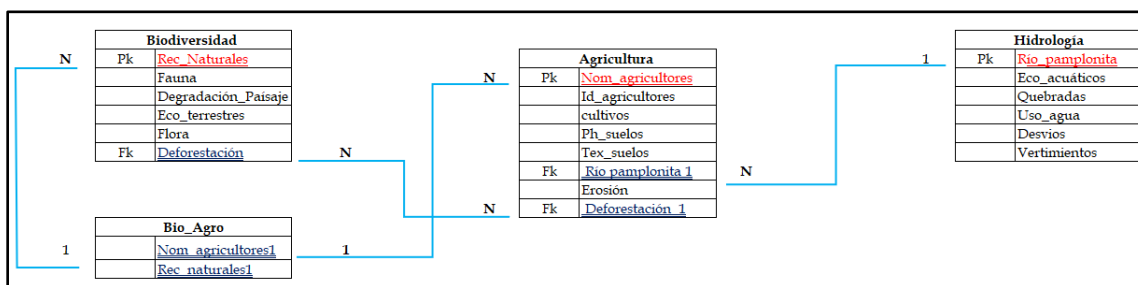 Biodiversidad
N
Pk Rec_Naturales
Fauna
Degradación_Paísaje
Eco_terrestres
Flora
Fk Deforestación
N
Bio_Agro
1
Nom_agricultores1
1
Rec_naturales1
Agricultura
N
Pk Nom_agricultores
Id_agricultores
cultivos
Ph_suelos
Tex_suelos
Fk Rio pamplonita 1
N
Erosión
N
Fk Deforestación_1
Hidrología
1
Pk Rio_pamplonita
Eco_acuáticos
Quebradas
Uso_agua
Desvios
Vertimientos